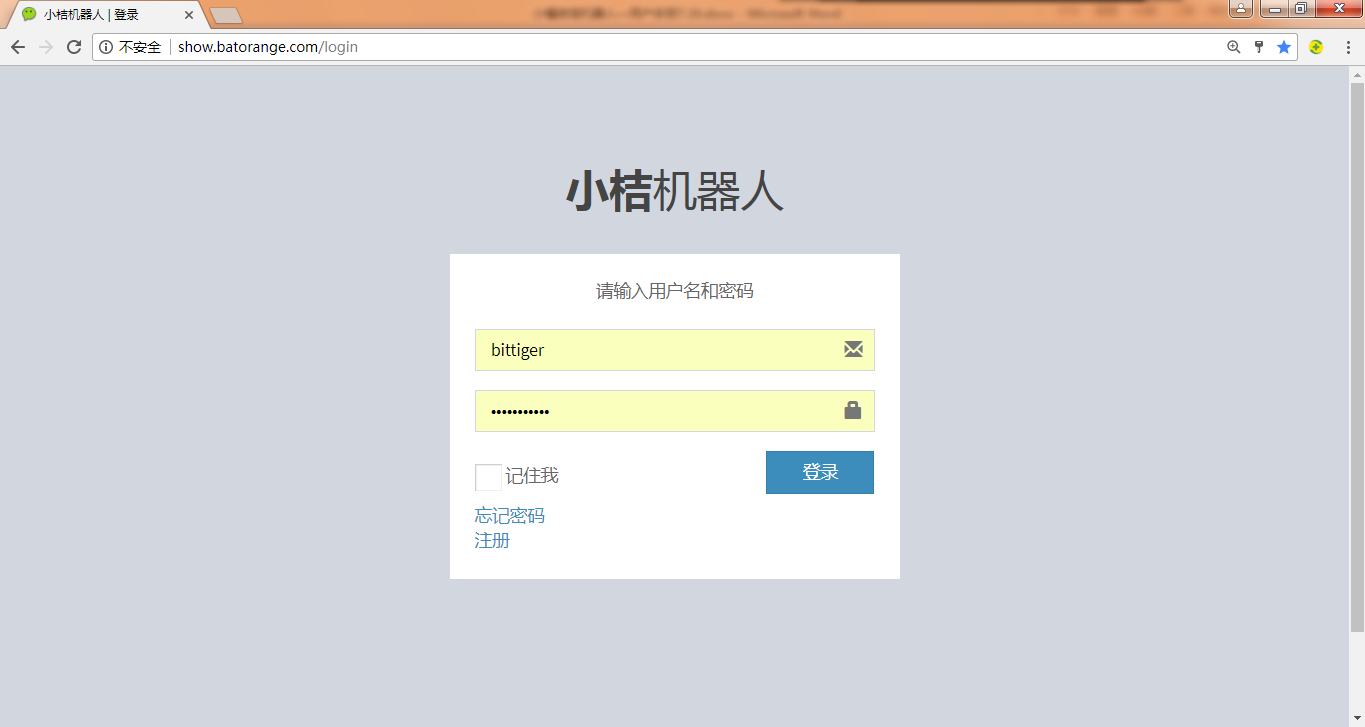 小桔机器人 | 登录
不安全 show.batorange.com/login
小桔机器人
请输入用户名和密码
bittiger
•••••••••••
记住我
登录
忘记密码
注册